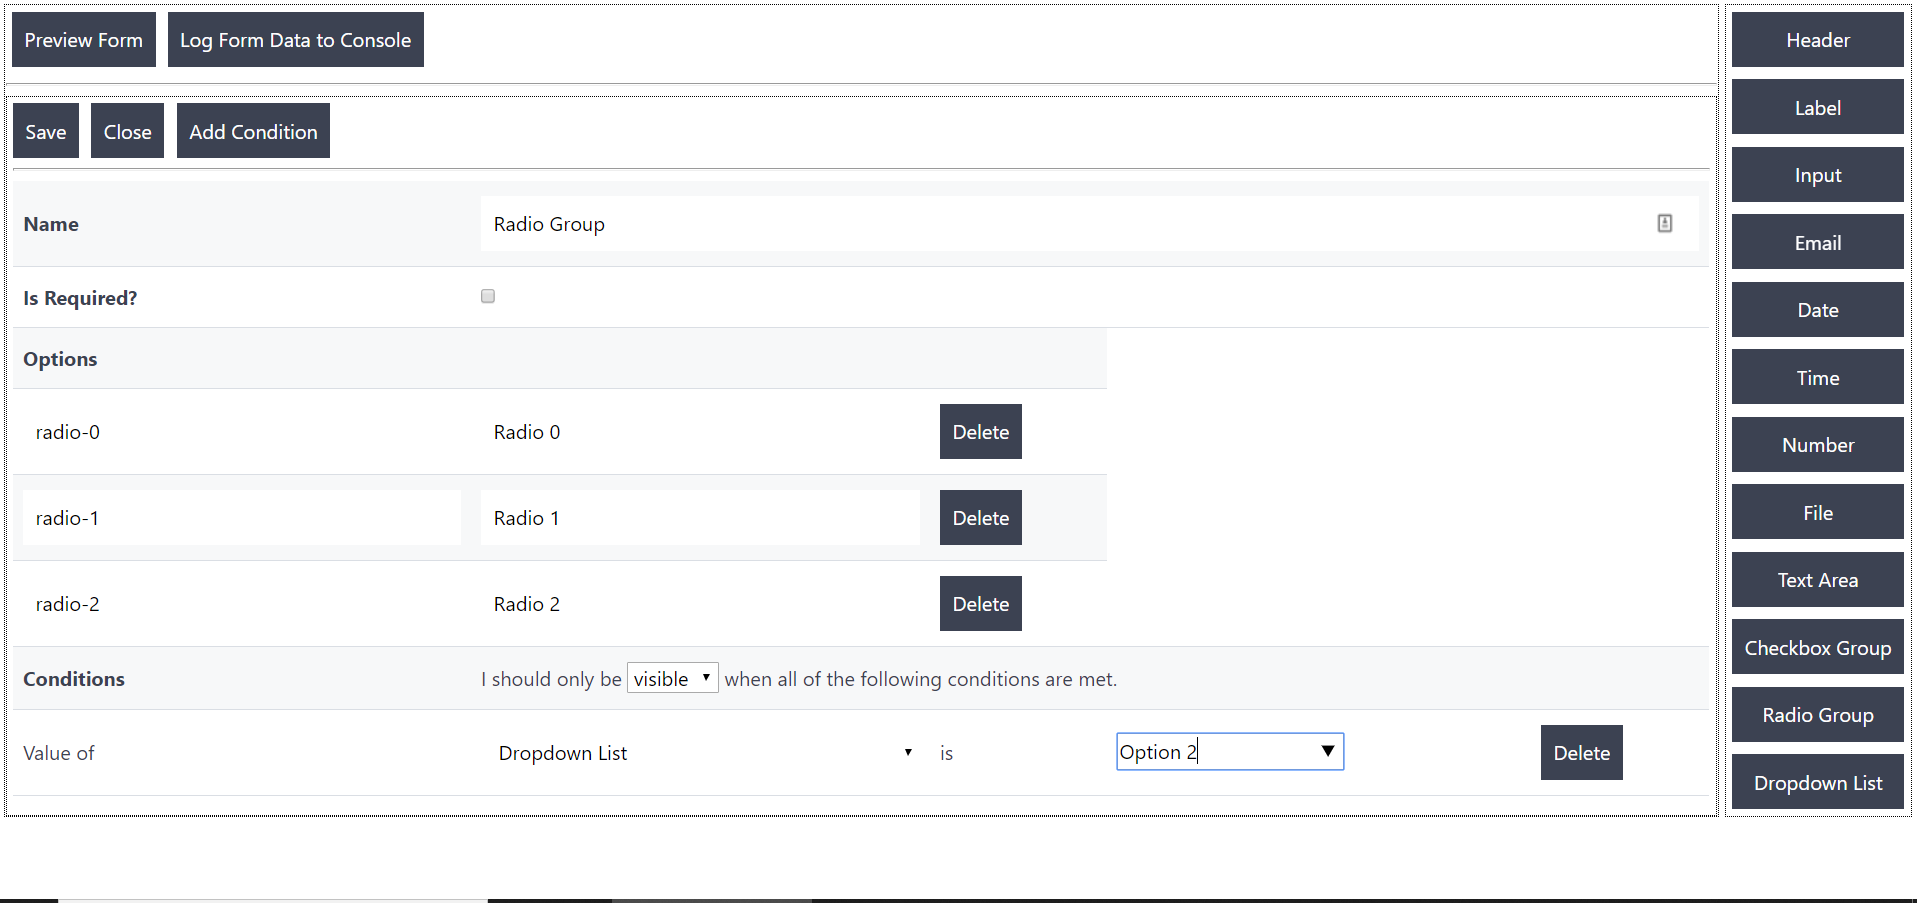 Preview Form Log Form Data to Console
Save Close Add Condition
Name Radio Group
Is Required?
Options
radio-0 Radio 0 Delete
radio-1 Radio 1 Delete
radio-2 Radio 2 Delete
Conditions I should only be visible when all of the following conditions are met.
Value of Dropdown List is Option 2 Delete
Header
Label
Input
Email
Date
Time
Number
File
Text Area
Checkbox Group
Radio Group
Dropdown List